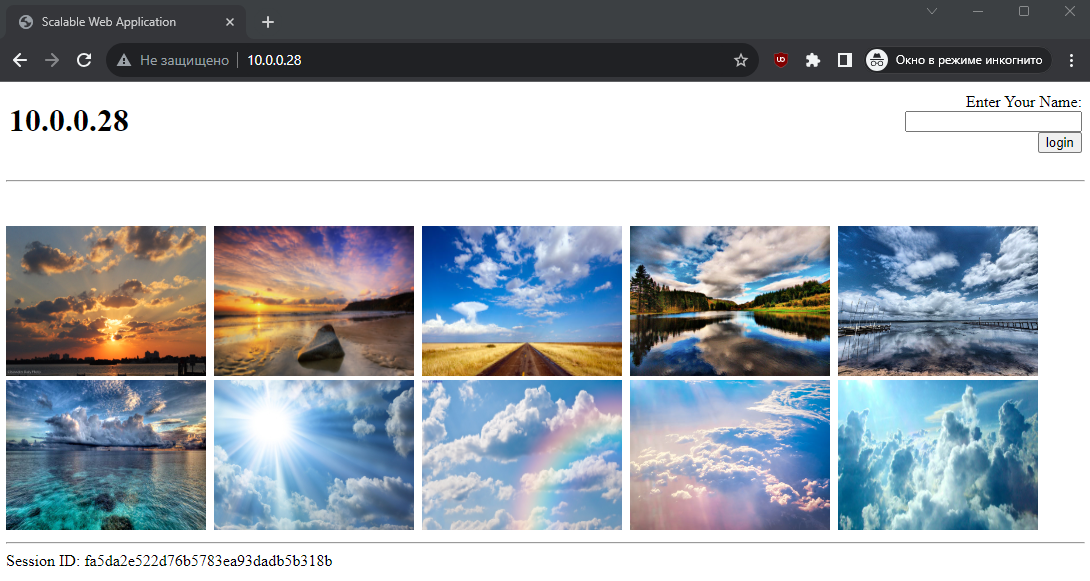 Scalable Web Application
Не защищено
10.0.0.28
Окно в режиме инкогнито
10.0.0.28
Enter Your Name:
login
Session ID: fa5da2e522d76b5783ea93dadb5b318b